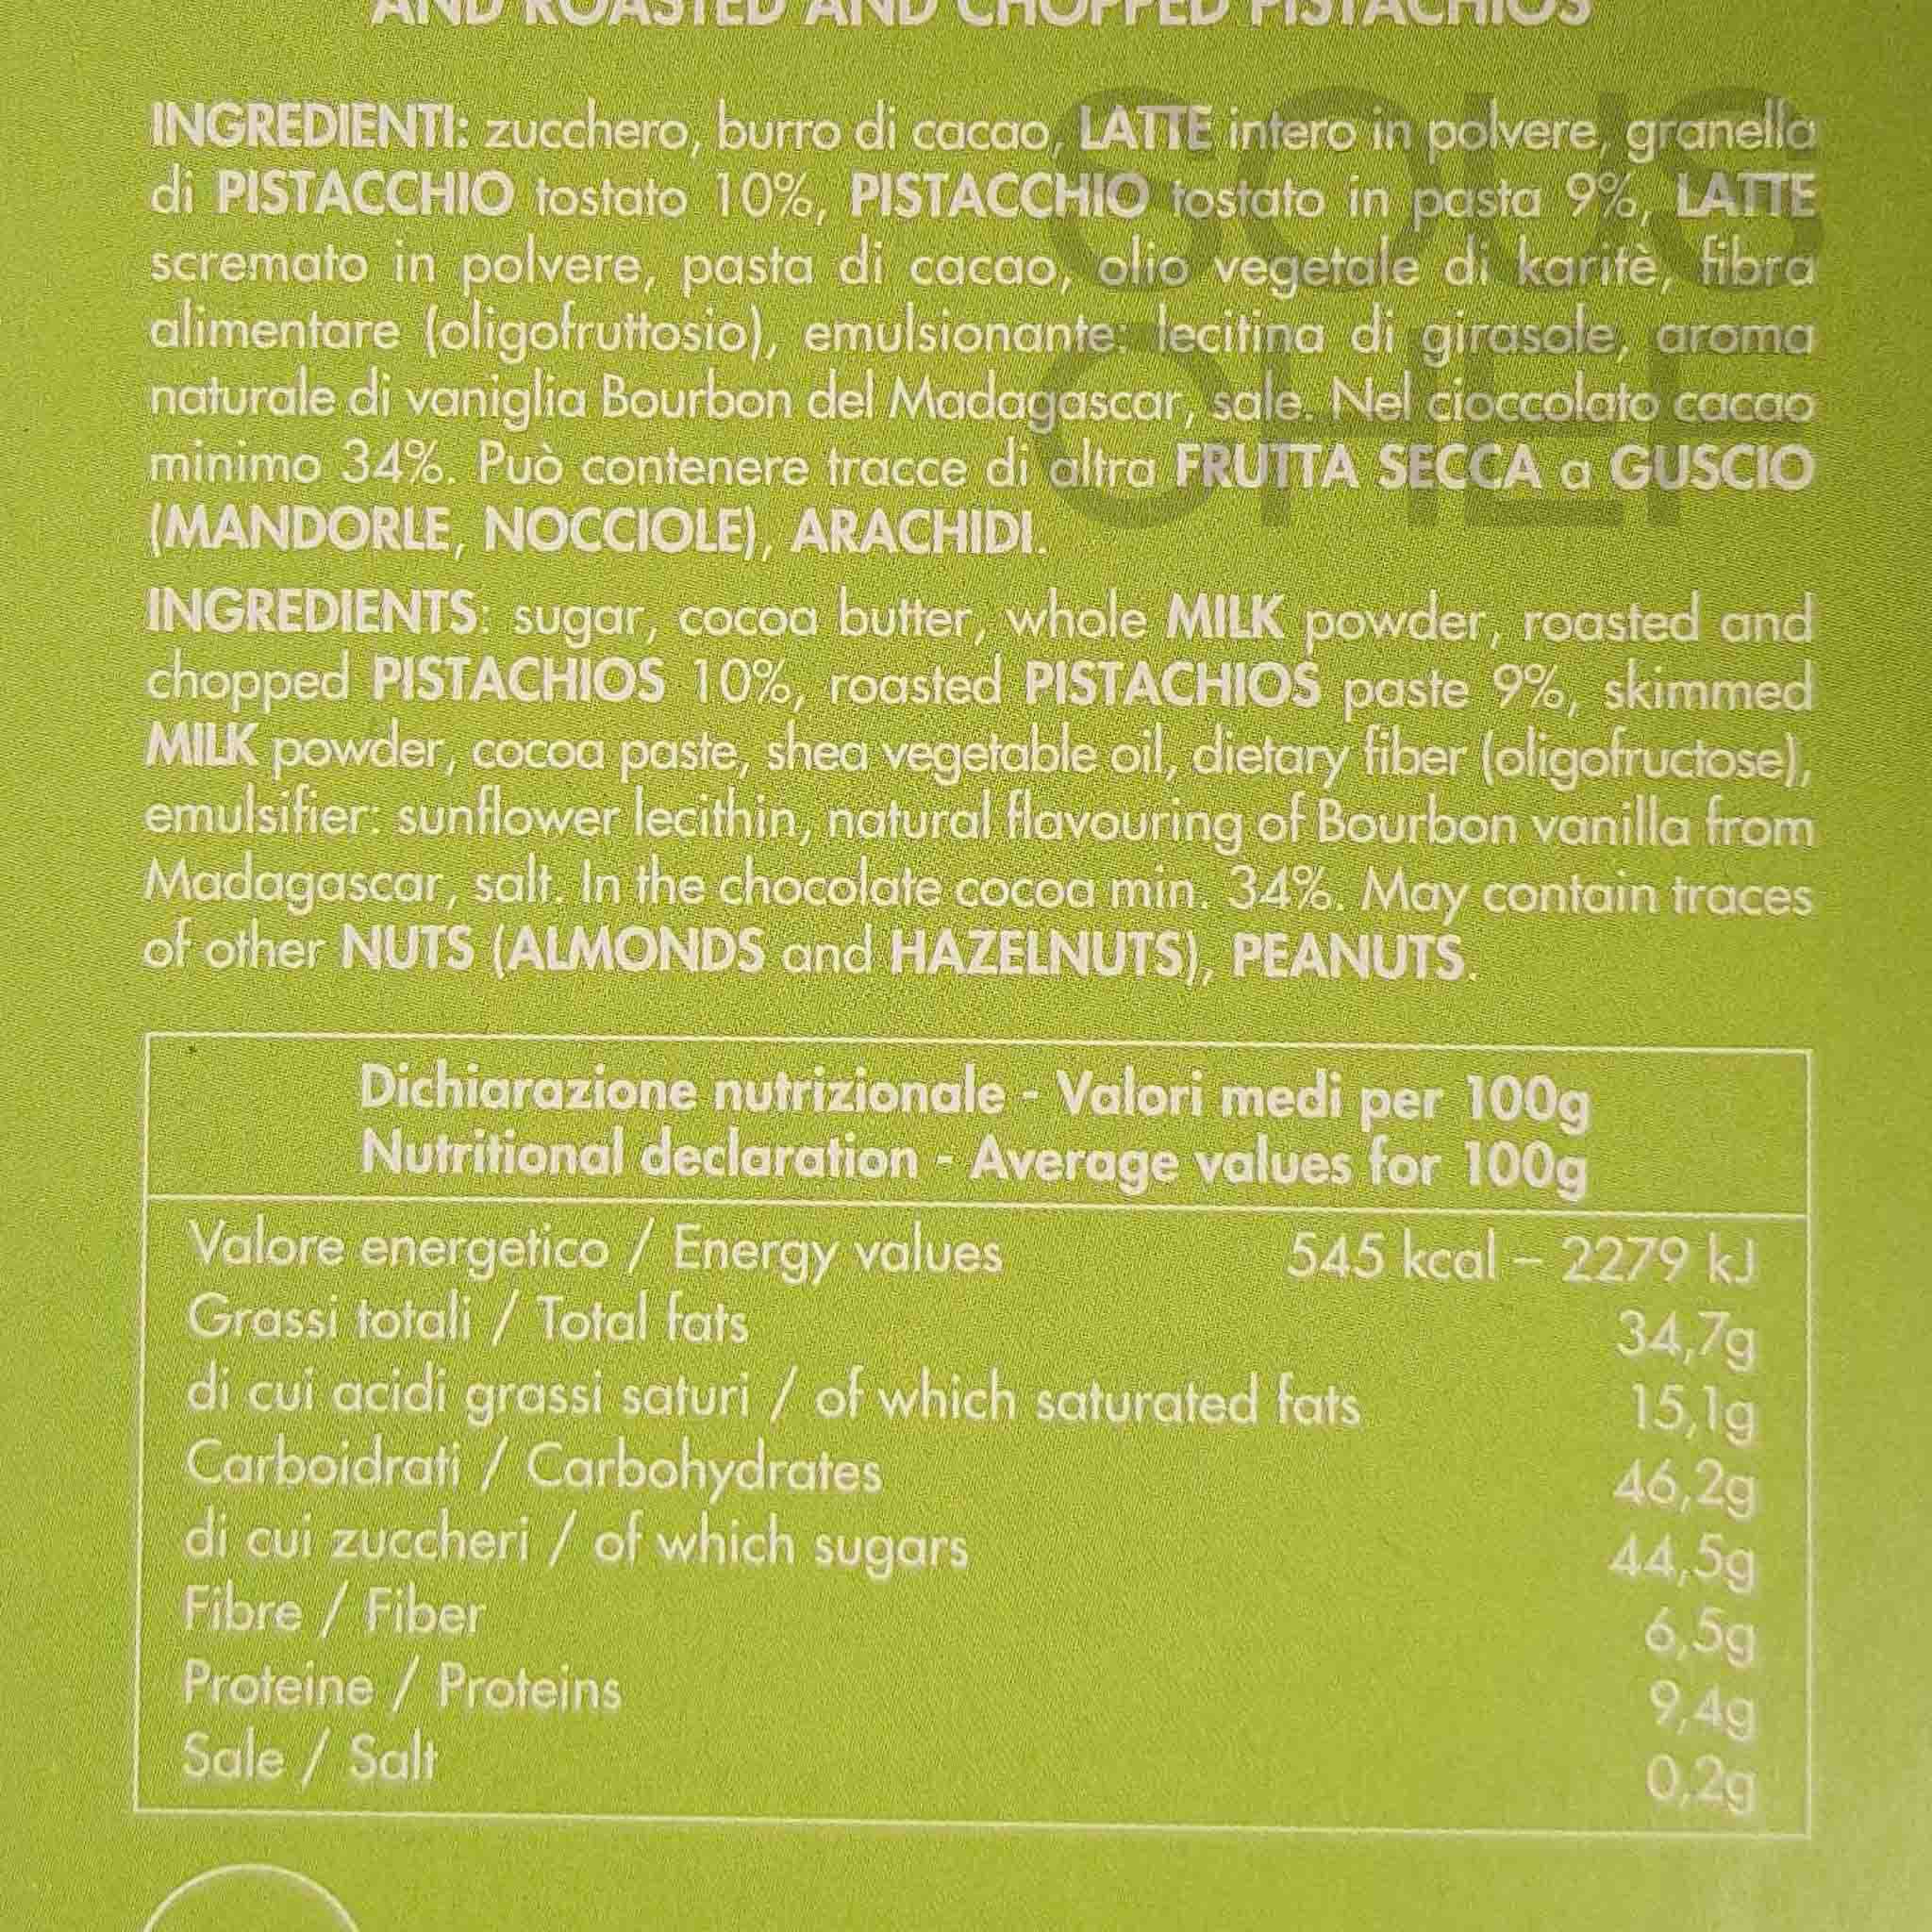 AND ROASTED AND CHOPPED PISTACHIOS
SOUS
CHEF
INGREDIENTI: zucchero, burro di cacao, LATTE intero in polvere, granella
di PISTACCHIO tostato 10%, PISTACCHIO tostato in pasta 9%, LATTE
scremato in polvere, pasta di cacao, olio vegetale di karitè, fibra
alimentare (oligofruttosio), emulsionante: lecitina di girasole, aroma
naturale di vaniglia Bourbon del Madagascar, sale. Nel cioccolato cacao
minimo 34%. Può contenere tracce di altra FRUTTA SECCA a GUSCIO
(MANDORLE, NOCCIOLE), ARACHIDI.
INGREDIENTS: sugar, cocoa butter, whole MILK powder, roasted and
chopped PISTACHIOS 10%, roasted PISTACHIOS paste 9%, skimmed
MILK powder, cocoa paste, shea vegetable oil, dietary fiber (oligofructose),
emulsifier: sunflower lecithin, natural flavouring of Bourbon vanilla from
Madagascar, salt. In the chocolate cocoa min. 34%. May contain traces
of other NUTS (ALMONDS and HAZELNUTS), PEANUTS.
Dichiarazione nutrizionale - Valori medi per 100g
Nutritional declaration - Average values for 100g
Valore energetico / Energy values 545 kcal – 2279 kJ
Grassi totali / Total fats 34,7g
di cui acidi grassi saturi / of which saturated fats 15,1g
Carboidrati / Carbohydrates 46,2g
di cui zuccheri / of which sugars 44,5g
Fibre / Fiber 6,5g
Proteine / Proteins 9,4g
Sale / Salt 0,2g